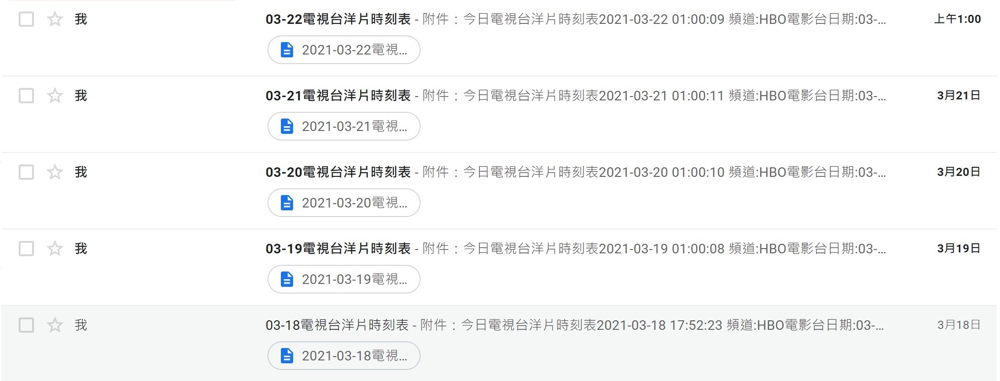 我 03-22電視台洋片時刻表 - 附件：今日電視台洋片時刻表2021-03-22 01:00:09 頻道:HBO電影台日期:03-... 上午1:00
2021-03-22電視...
我 03-21電視台洋片時刻表 - 附件：今日電視台洋片時刻表2021-03-21 01:00:11 頻道:HBO電影台日期:03-... 3月21日
2021-03-21電視...
我 03-20電視台洋片時刻表 - 附件：今日電視台洋片時刻表2021-03-20 01:00:10 頻道:HBO電影台日期:03-... 3月20日
2021-03-20電視...
我 03-19電視台洋片時刻表 - 附件：今日電視台洋片時刻表2021-03-19 01:00:08 頻道:HBO電影台日期:03-... 3月19日
2021-03-19電視...
我 03-18電視台洋片時刻表 - 附件：今日電視台洋片時刻表2021-03-18 17:52:23 頻道:HBO電影台日期:03-... 3月18日
2021-03-18電視...